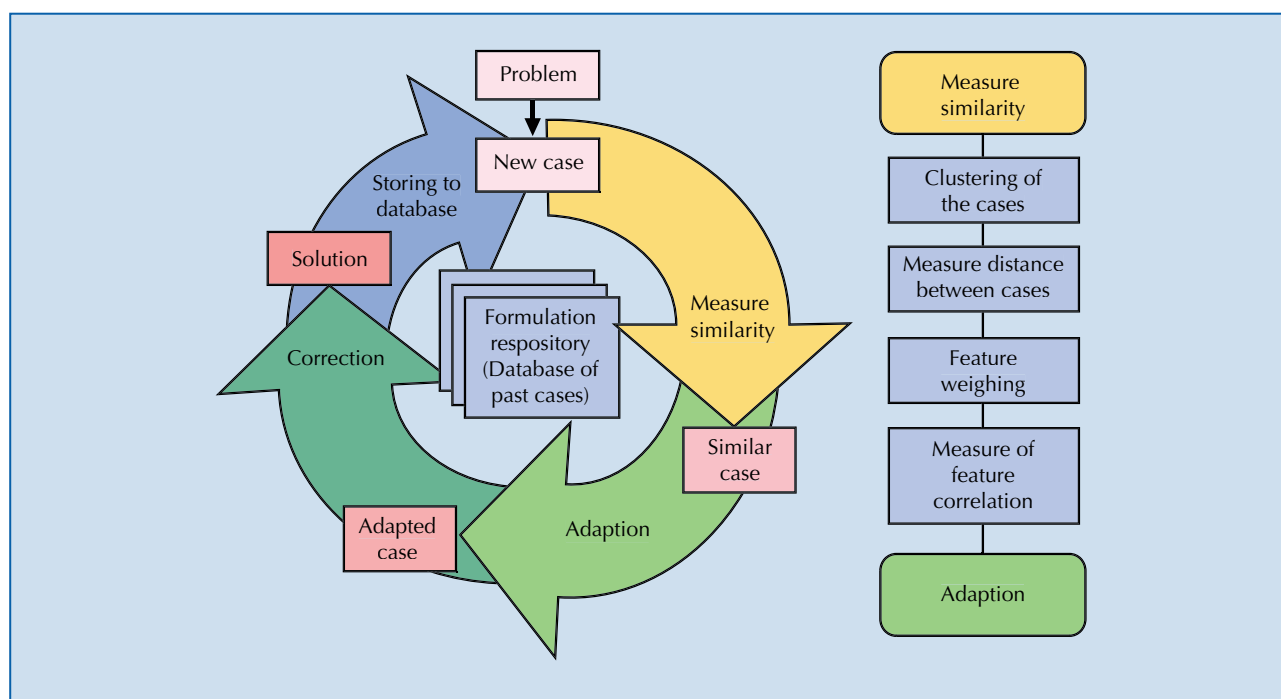 Problem
New case
Storing to
database
Solution
Measure
similarity
Formulation
respository
(Database of
past cases)
Correction
Similar
case
Adapted
case
Adaption
Measure
similarity
Clustering of
the cases
Measure distance
between cases
Feature
weighing
Measure of
feature
correlation
Adaption